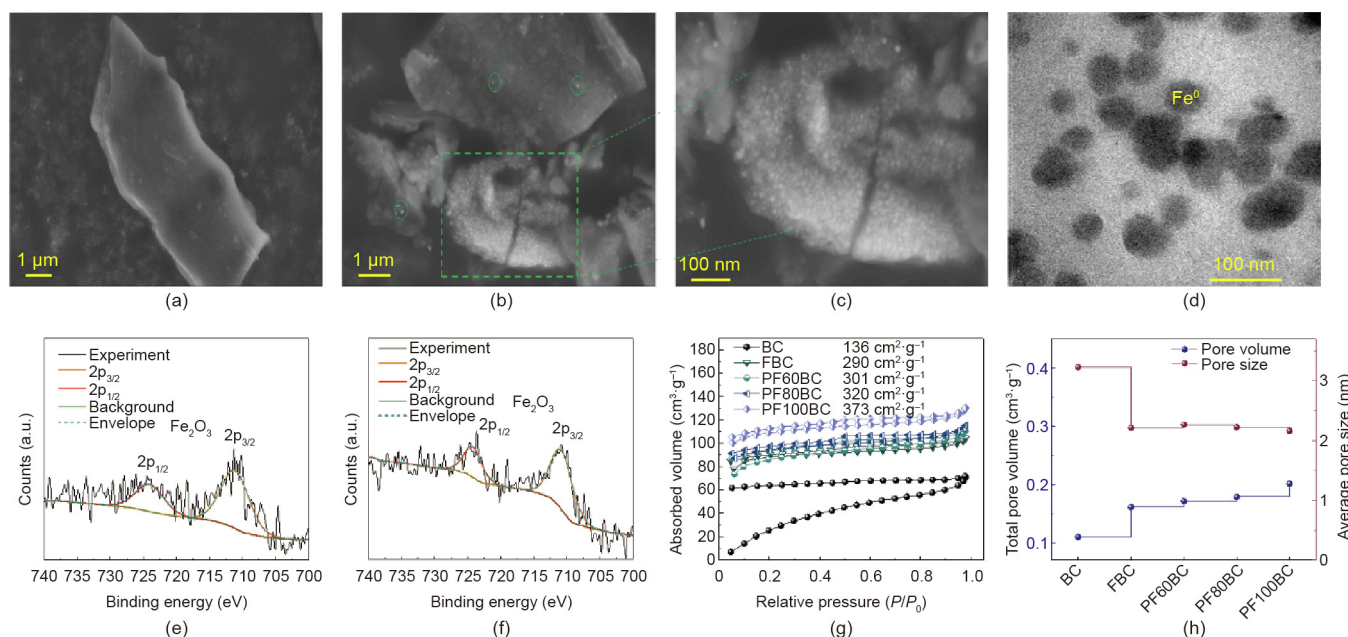 1 μm
(a)
1 μm
(b)
100 nm
(c)
Fe⁰
100 nm
(d)
Experiment
2p3/2
2p1/2
Background
Envelope
Fe2O3
2p1/2
2p3/2
Counts (a.u.)
740 735 730 725 720 715 710 705 700
Binding energy (eV)
(e)
Experiment
2p3/2
2p1/2
Background
Envelope
Fe2O3
2p1/2
2p3/2
Counts (a.u.)
740 735 730 725 720 715 710 705 700
Binding energy (eV)
(f)
BC 136 cm²·g⁻¹
FBC 290 cm²·g⁻¹
PF60BC 301 cm²·g⁻¹
PF80BC 320 cm²·g⁻¹
PF100BC 373 cm²·g⁻¹
Absorbed volume (cm³·g⁻¹)
180
160
140
120
100
80
60
40
20
0
0 0.2 0.4 0.6 0.8 1.0
Relative pressure (P/P0)
(g)
Pore volume
Pore size
Total pore volume (cm³·g⁻¹)
0.4
0.3
0.2
0.1
Average pore size (nm)
3
2
1
0
BC
FBC
PF60BC
PF80BC
PF100BC
(h)